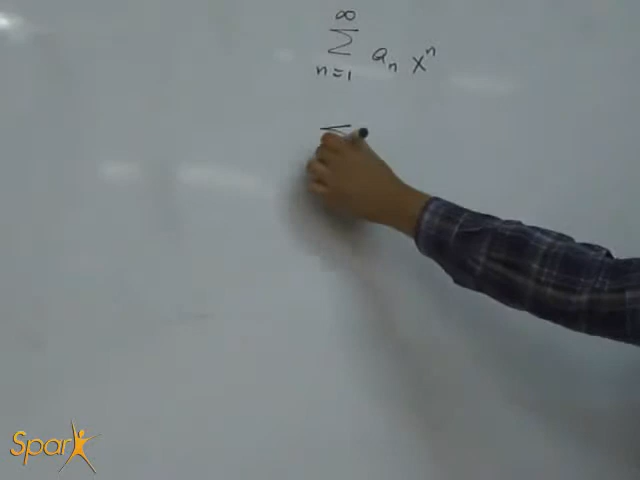 ∞
∑ aₙ xⁿ
n=1
Spark